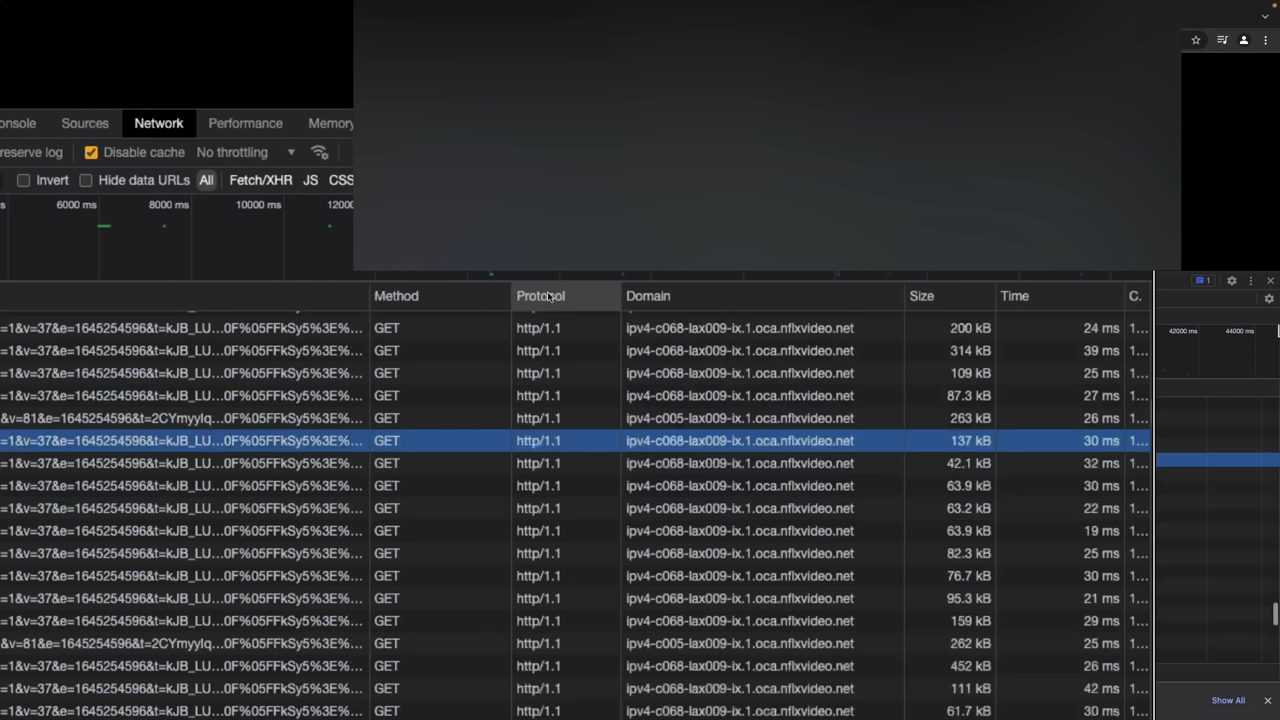 onsole Sources Network Performance Memory
reserve log Disable cache No throttling
Invert Hide data URLs All Fetch/XHR JS CSS
s 6000 ms 8000 ms 10000 ms 12000
1
Method Protocol Domain Size Time C.
42000 ms 44000 ms
=1&v=37&e=1645254596&t=kJB_LU...0F%05FFkSy5%3E%... GET http/1.1 ipv4-c068-lax009-ix.1.oca.nflxvideo.net 200 kB 24 ms 1...
=1&v=37&e=1645254596&t=kJB_LU...0F%05FFkSy5%3E%... GET http/1.1 ipv4-c068-lax009-ix.1.oca.nflxvideo.net 314 kB 39 ms 1...
=1&v=37&e=1645254596&t=kJB_LU...0F%05FFkSy5%3E%... GET http/1.1 ipv4-c068-lax009-ix.1.oca.nflxvideo.net 109 kB 25 ms 1...
=1&v=37&e=1645254596&t=kJB_LU...0F%05FFkSy5%3E%... GET http/1.1 ipv4-c068-lax009-ix.1.oca.nflxvideo.net 87.3 kB 27 ms 1...
&v=81&e=1645254596&t=2CYmyyIq...0F%05FFkSy5%3E%... GET http/1.1 ipv4-c005-lax009-ix.1.oca.nflxvideo.net 263 kB 26 ms 1...
=1&v=37&e=1645254596&t=kJB_LU...0F%05FFkSy5%3E%... GET http/1.1 ipv4-c068-lax009-ix.1.oca.nflxvideo.net 137 kB 30 ms 1...
=1&v=37&e=1645254596&t=kJB_LU...0F%05FFkSy5%3E%... GET http/1.1 ipv4-c068-lax009-ix.1.oca.nflxvideo.net 42.1 kB 32 ms 1...
=1&v=37&e=1645254596&t=kJB_LU...0F%05FFkSy5%3E%... GET http/1.1 ipv4-c068-lax009-ix.1.oca.nflxvideo.net 63.9 kB 30 ms 1...
=1&v=37&e=1645254596&t=kJB_LU...0F%05FFkSy5%3E%... GET http/1.1 ipv4-c068-lax009-ix.1.oca.nflxvideo.net 63.2 kB 22 ms 1...
=1&v=37&e=1645254596&t=kJB_LU...0F%05FFkSy5%3E%... GET http/1.1 ipv4-c068-lax009-ix.1.oca.nflxvideo.net 63.9 kB 19 ms 1...
=1&v=37&e=1645254596&t=kJB_LU...0F%05FFkSy5%3E%... GET http/1.1 ipv4-c068-lax009-ix.1.oca.nflxvideo.net 82.3 kB 25 ms 1...
=1&v=37&e=1645254596&t=kJB_LU...0F%05FFkSy5%3E%... GET http/1.1 ipv4-c068-lax009-ix.1.oca.nflxvideo.net 76.7 kB 30 ms 1...
=1&v=37&e=1645254596&t=kJB_LU...0F%05FFkSy5%3E%... GET http/1.1 ipv4-c068-lax009-ix.1.oca.nflxvideo.net 95.3 kB 21 ms 1...
=1&v=37&e=1645254596&t=kJB_LU...0F%05FFkSy5%3E%... GET http/1.1 ipv4-c068-lax009-ix.1.oca.nflxvideo.net 159 kB 29 ms 1...
&v=81&e=1645254596&t=2CYmyyIq...0F%05FFkSy5%3E%... GET http/1.1 ipv4-c005-lax009-ix.1.oca.nflxvideo.net 262 kB 25 ms 1...
=1&v=37&e=1645254596&t=kJB_LU...0F%05FFkSy5%3E%... GET http/1.1 ipv4-c068-lax009-ix.1.oca.nflxvideo.net 452 kB 26 ms 1...
=1&v=37&e=1645254596&t=kJB_LU...0F%05FFkSy5%3E%... GET http/1.1 ipv4-c068-lax009-ix.1.oca.nflxvideo.net 111 kB 42 ms 1...
=1&v=37&e=1645254596&t=kJB_LU...0F%05FFkSy5%3E%... GET http/1.1 ipv4-c068-lax009-ix.1.oca.nflxvideo.net 61.7 kB 30 ms 1...
Show All